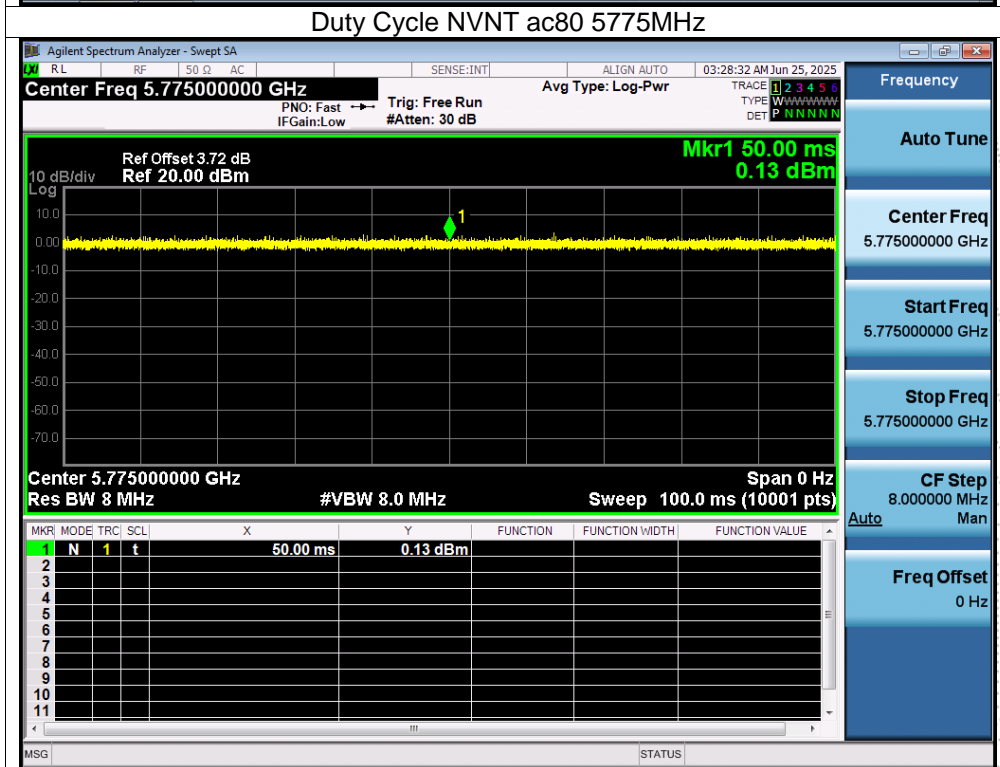 Duty Cycle NVNT ac80 5775MHz
Agilent Spectrum Analyzer - Swept SA
LXI RL RF 50 Ω AC SENSE:INT ALIGN AUTO 03:28:32 AM Jun 25, 2025
Center Freq 5.775000000 GHz
PNO: Fast
IFGain:Low
Trig: Free Run
#Atten: 30 dB
Avg Type: Log-Pwr
TRACE 1 2 3 4 5 6
TYPE WWWWWW
DET P N N N N N
Frequency
Auto Tune
Center Freq
5.775000000 GHz
Start Freq
5.775000000 GHz
Stop Freq
5.775000000 GHz
CF Step
8.000000 MHz
Auto Man
Freq Offset
0 Hz
Mkr1 50.00 ms
0.13 dBm
Ref Offset 3.72 dB
10 dB/div Ref 20.00 dBm
Log
10.0
0.00
-10.0
-20.0
-30.0
-40.0
-50.0
-60.0
-70.0
1
Center 5.775000000 GHz Span 0 Hz
Res BW 8 MHz #VBW 8.0 MHz Sweep 100.0 ms (10001 pts)
MKR MODE TRC SCL X Y FUNCTION FUNCTION WIDTH FUNCTION VALUE
1 N 1 t 50.00 ms 0.13 dBm
2
3
4
5
6
7
8
9
10
11
MSG STATUS